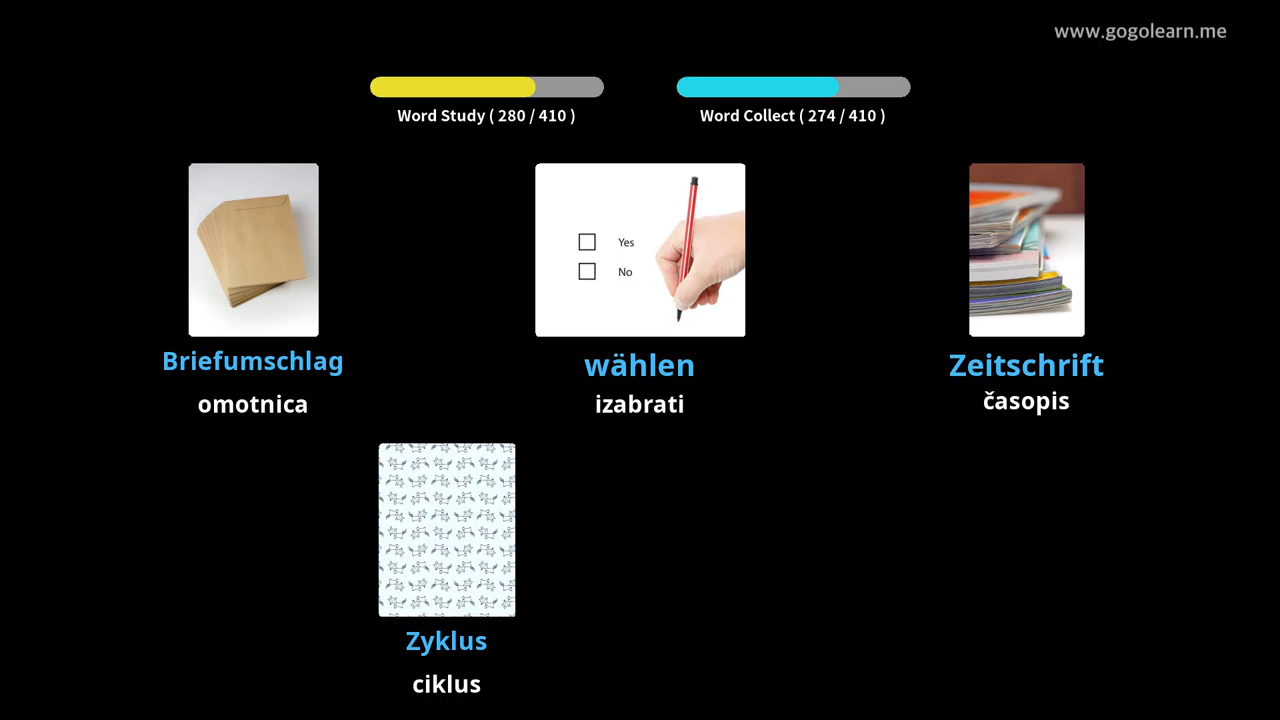 www.gogolearn.me
Word Study ( 280 / 410 )
Word Collect ( 274 / 410 )
Yes
No
Briefumschlag
wählen
Zeitschrift
omotnica
izabrati
časopis
Zyklus
ciklus